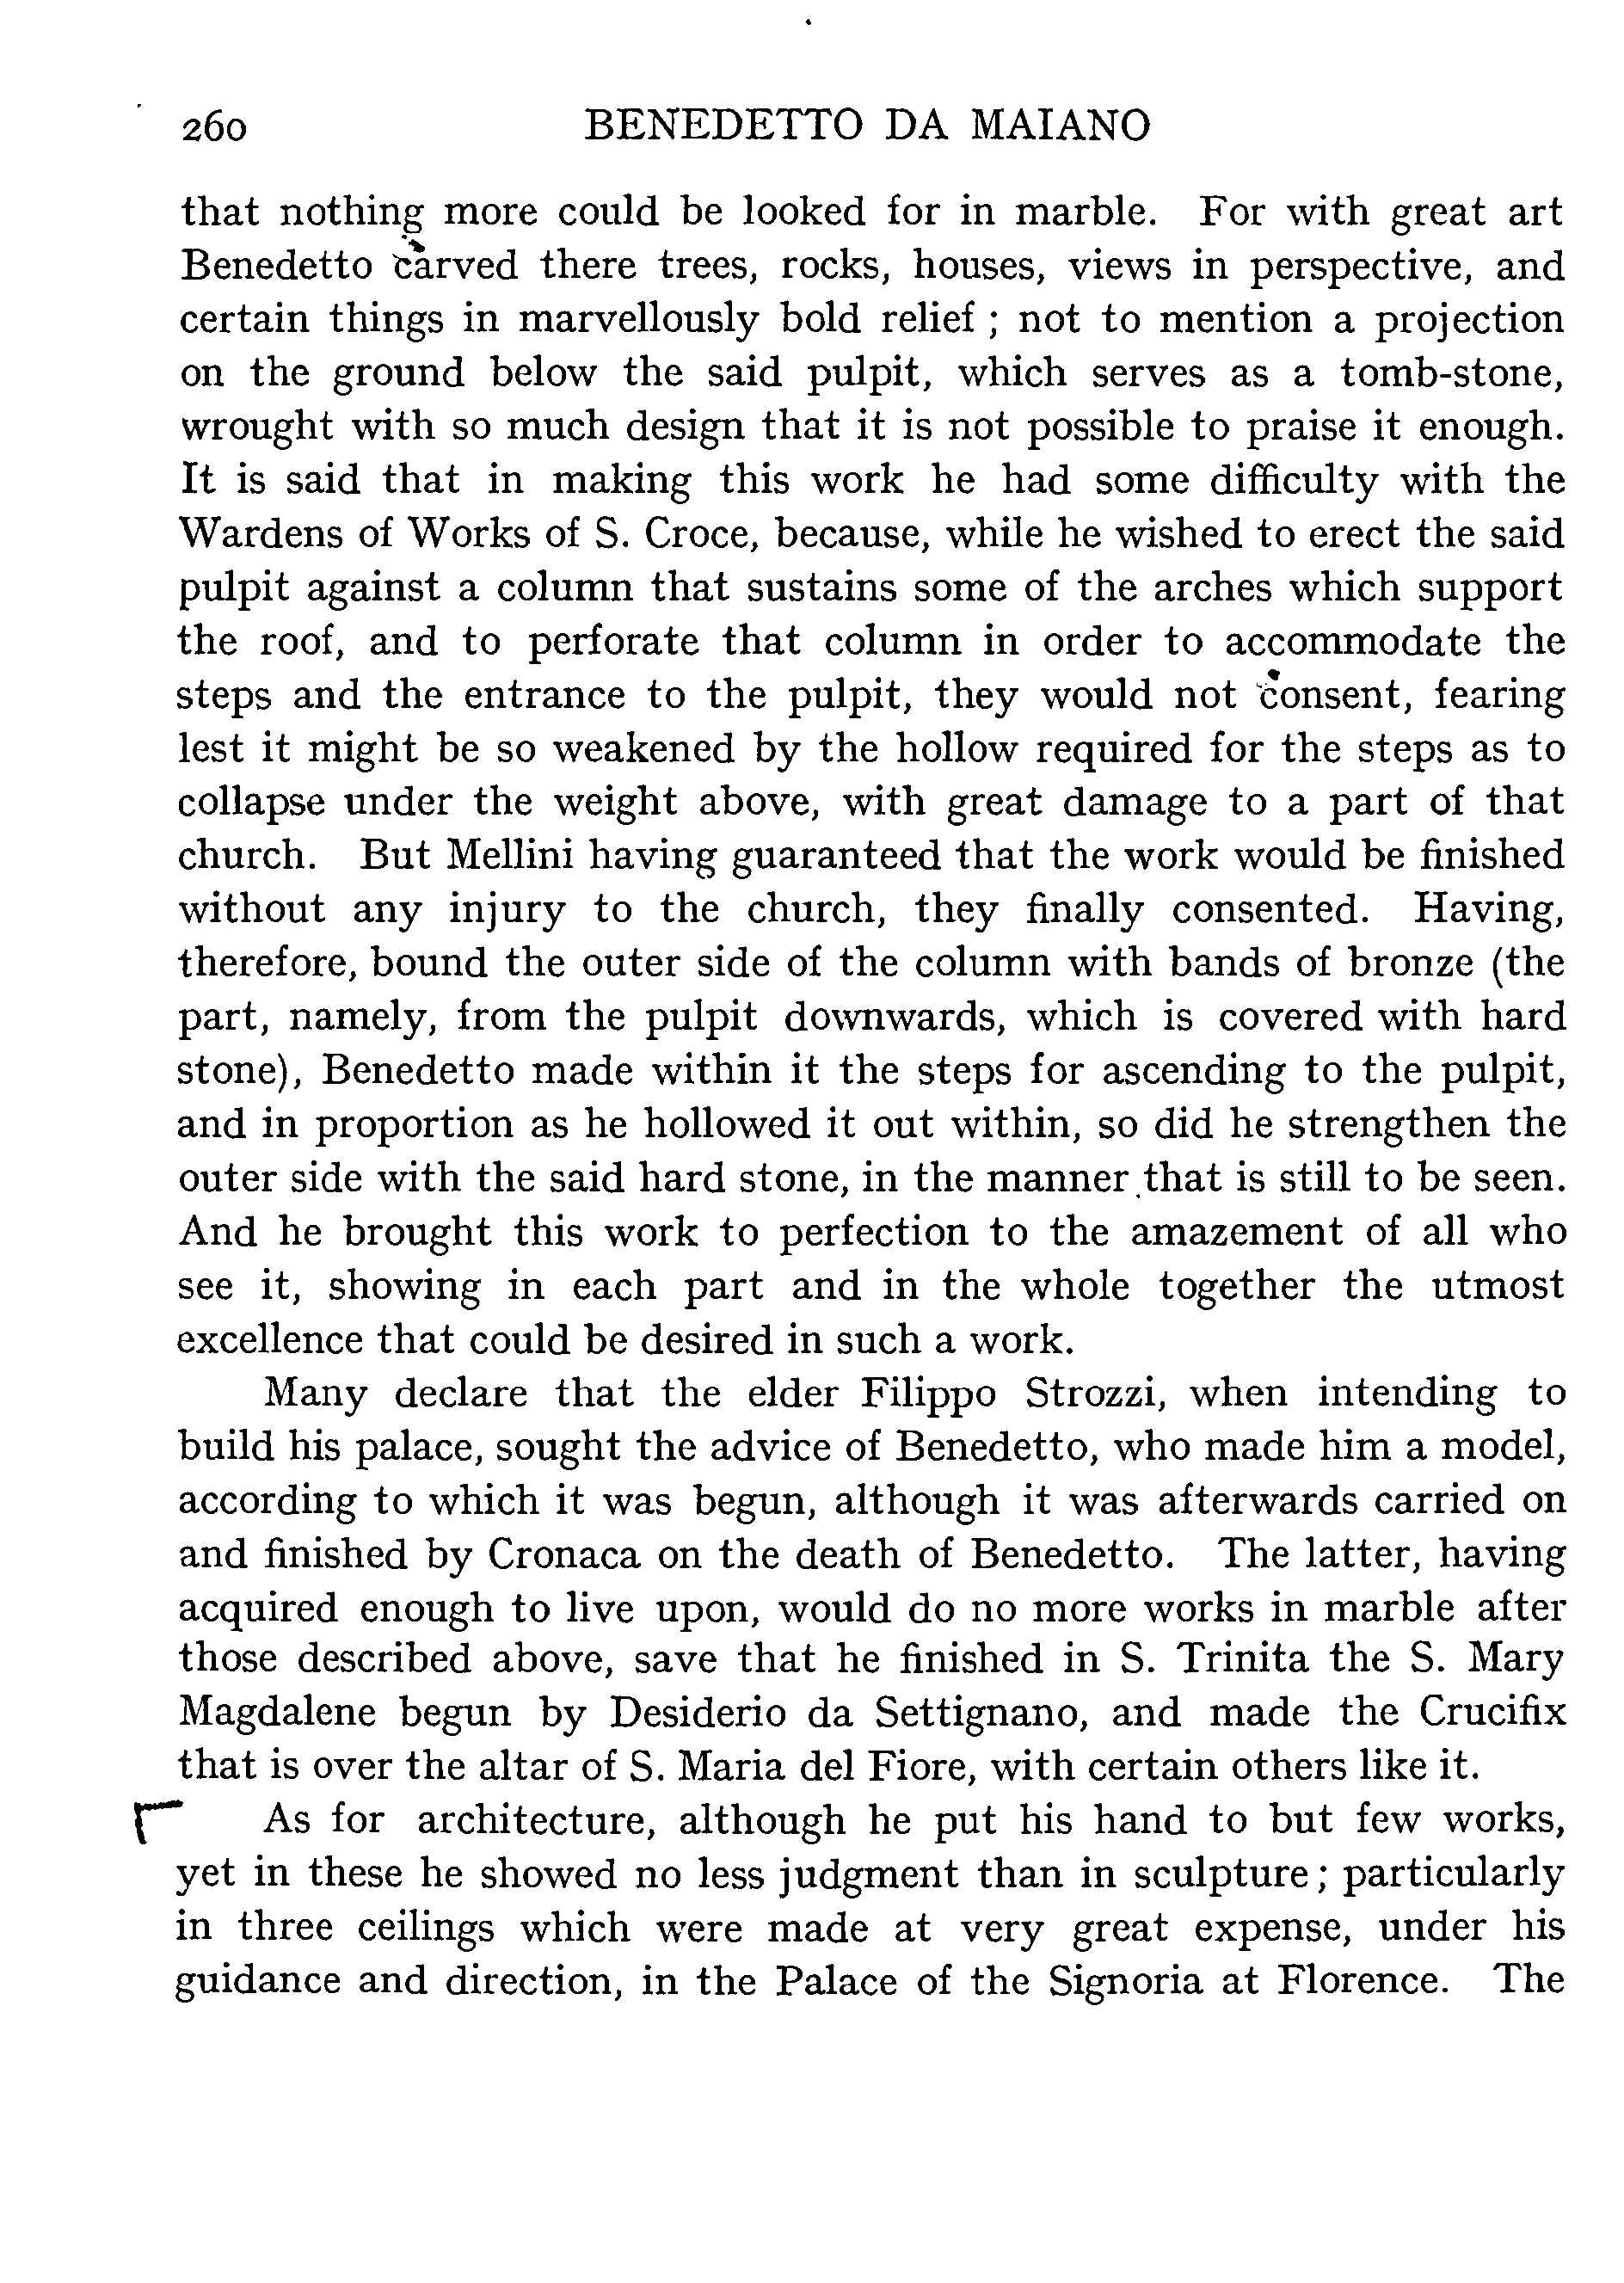 260 BENEDETTO DA MAIANO
that nothing more could be looked for in marble. For with great art
Benedetto carved there trees, rocks, houses, views in perspective, and
certain things in marvellously bold relief ; not to mention a projection
on the ground below the said pulpit, which serves as a tomb-stone,
wrought with so much design that it is not possible to praise it enough.
It is said that in making this work he had some difficulty with the
Wardens of Works of S. Croce, because, while he wished to erect the said
pulpit against a column that sustains some of the arches which support
the roof, and to perforate that column in order to accommodate the
steps and the entrance to the pulpit, they would not consent, fearing
lest it might be so weakened by the hollow required for the steps as to
collapse under the weight above, with great damage to a part of that
church. But Mellini having guaranteed that the work would be finished
without any injury to the church, they finally consented. Having,
therefore, bound the outer side of the column with bands of bronze (the
part, namely, from the pulpit downwards, which is covered with hard
stone), Benedetto made within it the steps for ascending to the pulpit,
and in proportion as he hollowed it out within, so did he strengthen the
outer side with the said hard stone, in the manner that is still to be seen.
And he brought this work to perfection to the amazement of all who
see it, showing in each part and in the whole together the utmost
excellence that could be desired in such a work.
Many declare that the elder Filippo Strozzi, when intending to
build his palace, sought the advice of Benedetto, who made him a model,
according to which it was begun, although it was afterwards carried on
and finished by Cronaca on the death of Benedetto. The latter, having
acquired enough to live upon, would do no more works in marble after
those described above, save that he finished in S. Trinita the S. Mary
Magdalene begun by Desiderio da Settignano, and made the Crucifix
that is over the altar of S. Maria del Fiore, with certain others like it.
As for architecture, although he put his hand to but few works,
yet in these he showed no less judgment than in sculpture; particularly
in three ceilings which were made at very great expense, under his
guidance and direction, in the Palace of the Signoria at Florence. The